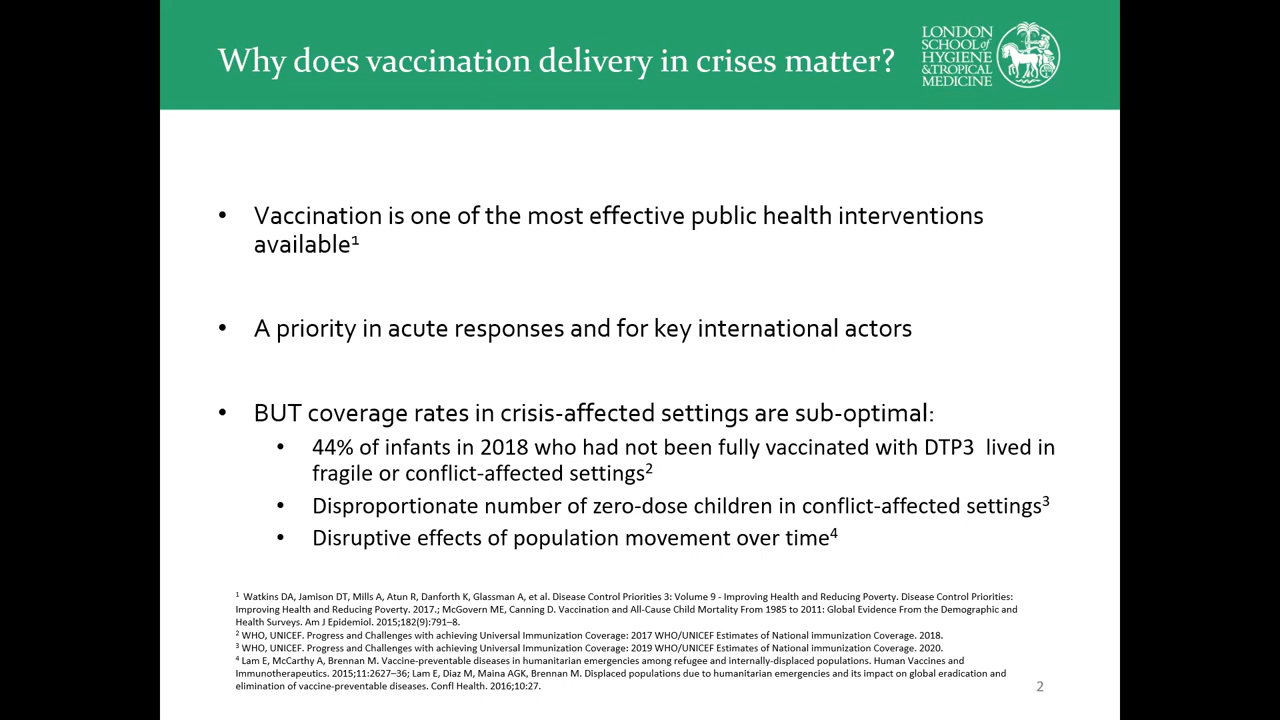 Why does vaccination delivery in crises matter?
LONDON
SCHOOL of
HYGIENE
& TROPICAL
MEDICINE
• Vaccination is one of the most effective public health interventions
available¹
• A priority in acute responses and for key international actors
• BUT coverage rates in crisis-affected settings are sub-optimal:
• 44% of infants in 2018 who had not been fully vaccinated with DTP3 lived in
fragile or conflict-affected settings²
• Disproportionate number of zero-dose children in conflict-affected settings³
• Disruptive effects of population movement over time⁴
¹ Watkins DA, Jamison DT, Mills A, Atun R, Danforth K, Glassman A, et al. Disease Control Priorities 3: Volume 9 - Improving Health and Reducing Poverty. Disease Control Priorities:
Improving Health and Reducing Poverty. 2017.; McGovern ME, Canning D. Vaccination and All-Cause Child Mortality From 1985 to 2011: Global Evidence From the Demographic and
Health Surveys. Am J Epidemiol. 2015;182(9):791–8.
² WHO, UNICEF. Progress and Challenges with achieving Universal Immunization Coverage: 2017 WHO/UNICEF Estimates of National immunization Coverage. 2018.
³ WHO, UNICEF. Progress and Challenges with achieving Universal Immunization Coverage: 2019 WHO/UNICEF Estimates of National immunization Coverage. 2020.
⁴ Lam E, McCarthy A, Brennan M. Vaccine-preventable diseases in humanitarian emergencies among refugee and internally-displaced populations. Human Vaccines and
Immunotherapeutics. 2015;11:2627–36; Lam E, Diaz M, Maina AGK, Brennan M. Displaced populations due to humanitarian emergencies and its impact on global eradication and
elimination of vaccine-preventable diseases. Confl Health. 2016;10:27.
2